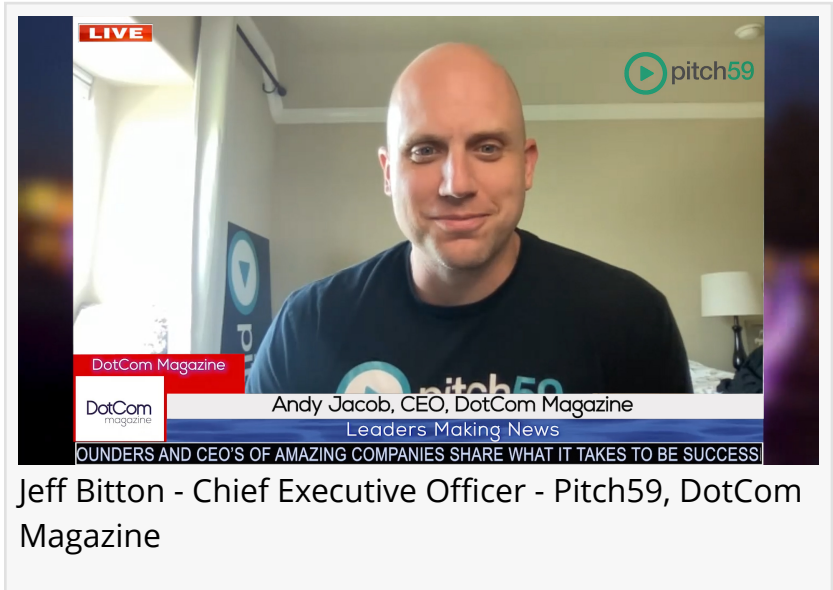 LIVE
pitch59
pitch59
DotCom Magazine
DotCom
magazine
Andy Jacob, CEO, DotCom Magazine
Leaders Making News
OUNDERS AND CEO'S OF AMAZING COMPANIES SHARE WHAT IT TAKES TO BE SUCCESS
Jeff Bitton - Chief Executive Officer - Pitch59, DotCom
Magazine